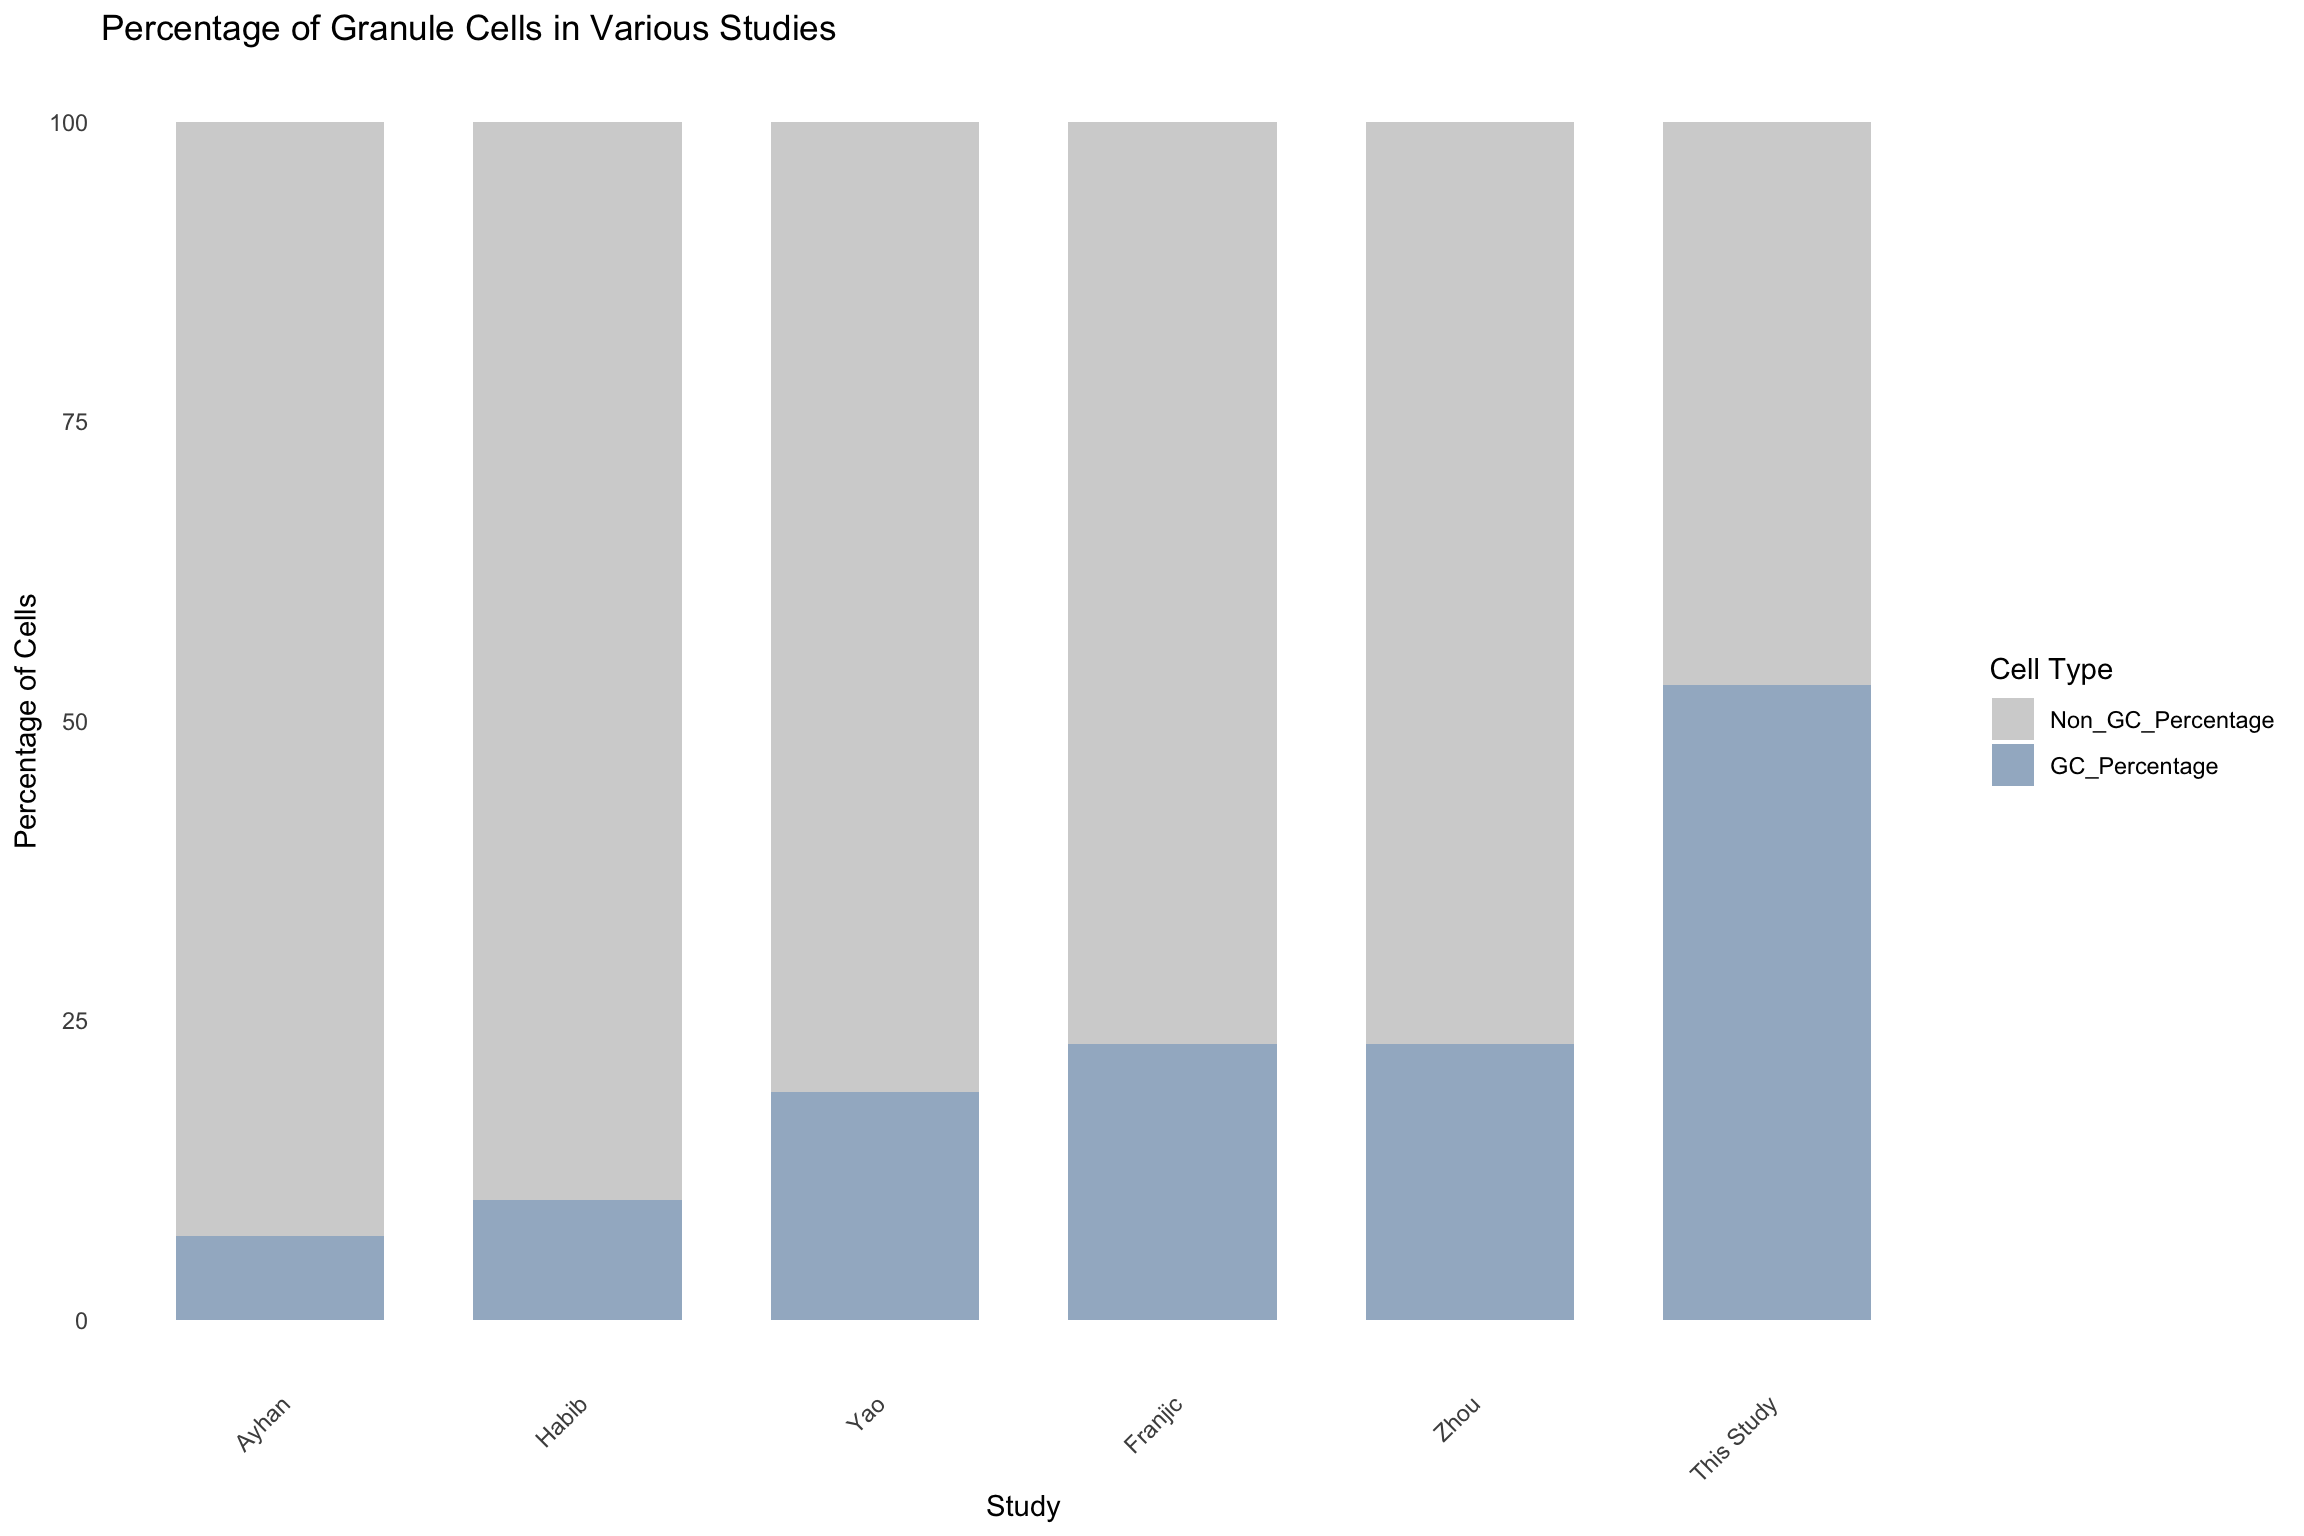 Percentage of Granule Cells in Various Studies
100
75
50
25
0
Percentage of Cells
Ayhan
Habib
Yao
Franjic
Zhou
This Study
Study
Cell Type
Non_GC_Percentage
GC_Percentage